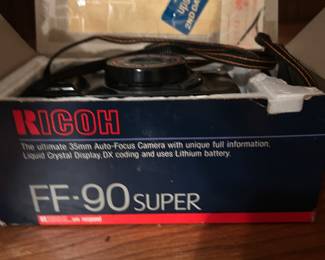 RICOH
The ultimate 35mm Auto-Focus Camera with unique full information,
Liquid Crystal Display, DX coding and uses Lithium battery.
FF-90 SUPER
RICOH